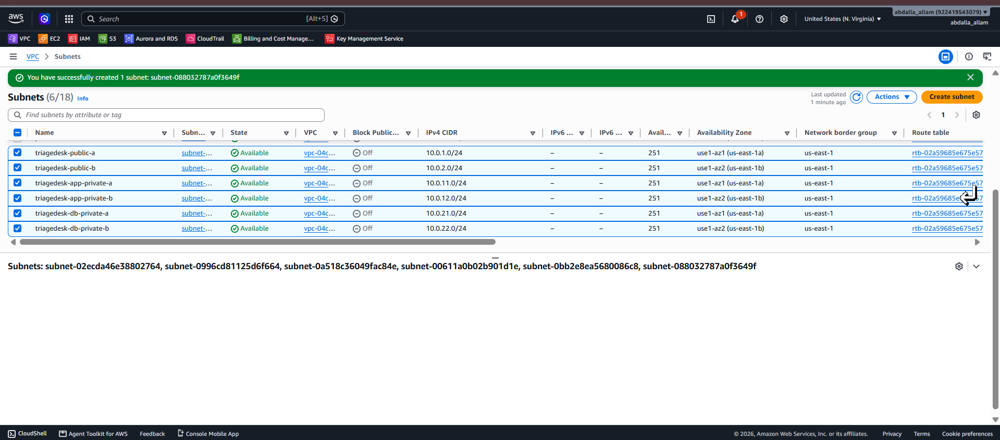 aws
Search [Alt+S]
1
United States (N. Virginia)
abdalla_allam (922419543079)
abdalla_allam
VPC EC2 IAM S3 Aurora and RDS CloudTrail Billing and Cost Manage... Key Management Service
VPC Subnets
You have successfully created 1 subnet: subnet-088032787a0f3649f
Subnets (6/18) Info
Last updated
1 minute ago
Actions
Create subnet
Find subnets by attribute or tag
1
Name Subn... State VPC Block Public... IPv4 CIDR IPv6 ... IPv6 ... Avail... Availability Zone Network border group Route table
triagedesk-public-a subnet-... Available vpc-04c... Off 10.0.1.0/24 – – 251 use1-az1 (us-east-1a) us-east-1 rtb-02a59685e675e57
triagedesk-public-b subnet-... Available vpc-04c... Off 10.0.2.0/24 – – 251 use1-az2 (us-east-1b) us-east-1 rtb-02a59685e675e57
triagedesk-app-private-a subnet-... Available vpc-04c... Off 10.0.11.0/24 – – 251 use1-az1 (us-east-1a) us-east-1 rtb-02a59685e675e57
triagedesk-app-private-b subnet-... Available vpc-04c... Off 10.0.12.0/24 – – 251 use1-az2 (us-east-1b) us-east-1
triagedesk-db-private-a subnet-... Available vpc-04c... Off 10.0.21.0/24 – – 251 use1-az1 (us-east-1a) us-east-1 rtb-02a59685e675e57
triagedesk-db-private-b subnet-... Available vpc-04c... Off 10.0.22.0/24 – – 251 use1-az2 (us-east-1b) us-east-1 rtb-02a59685e675e57
Subnets: subnet-02ecda46e38802764, subnet-0996cd81125d6f664, subnet-0a518c36049fac84e, subnet-00611a0b02b901d1e, subnet-0bb2e8ea5680086c8, subnet-088032787a0f3649f
CloudShell Agent Toolkit for AWS Feedback Console Mobile App
© 2026, Amazon Web Services, Inc. or its affiliates. Privacy Terms Cookie preferences